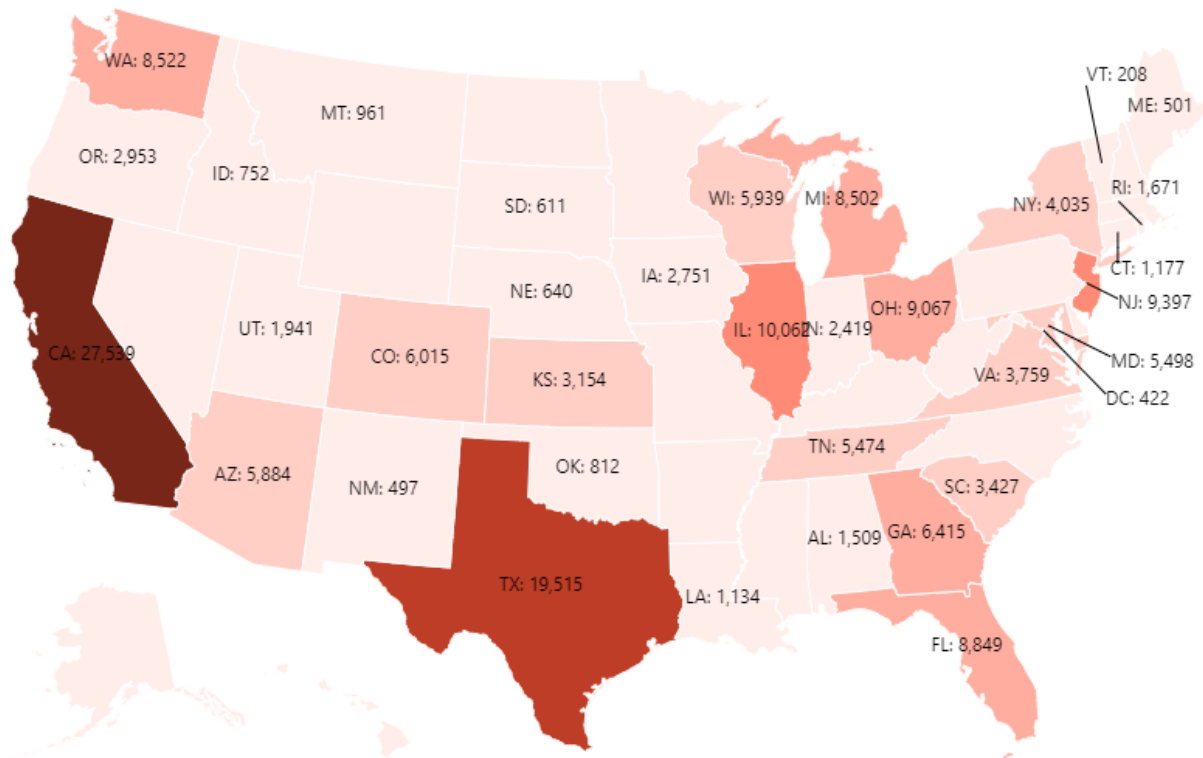 WA: 8,522
VT: 208
ME: 501
MT: 961
OR: 2,953
ID: 752
RI: 1,671
WI: 5,939
MI: 8,502
SD: 611
NY: 4,035
CT: 1,177
IA: 2,751
NE: 640
NJ: 9,397
OH: 9,067
UT: 1,941
IL: 10,062
IN: 2,419
CA: 27,539
CO: 6,015
MD: 5,498
KS: 3,154
VA: 3,759
DC: 422
TN: 5,474
OK: 812
AZ: 5,884
NM: 497
SC: 3,427
GA: 6,415
AL: 1,509
TX: 19,515
LA: 1,134
FL: 8,849